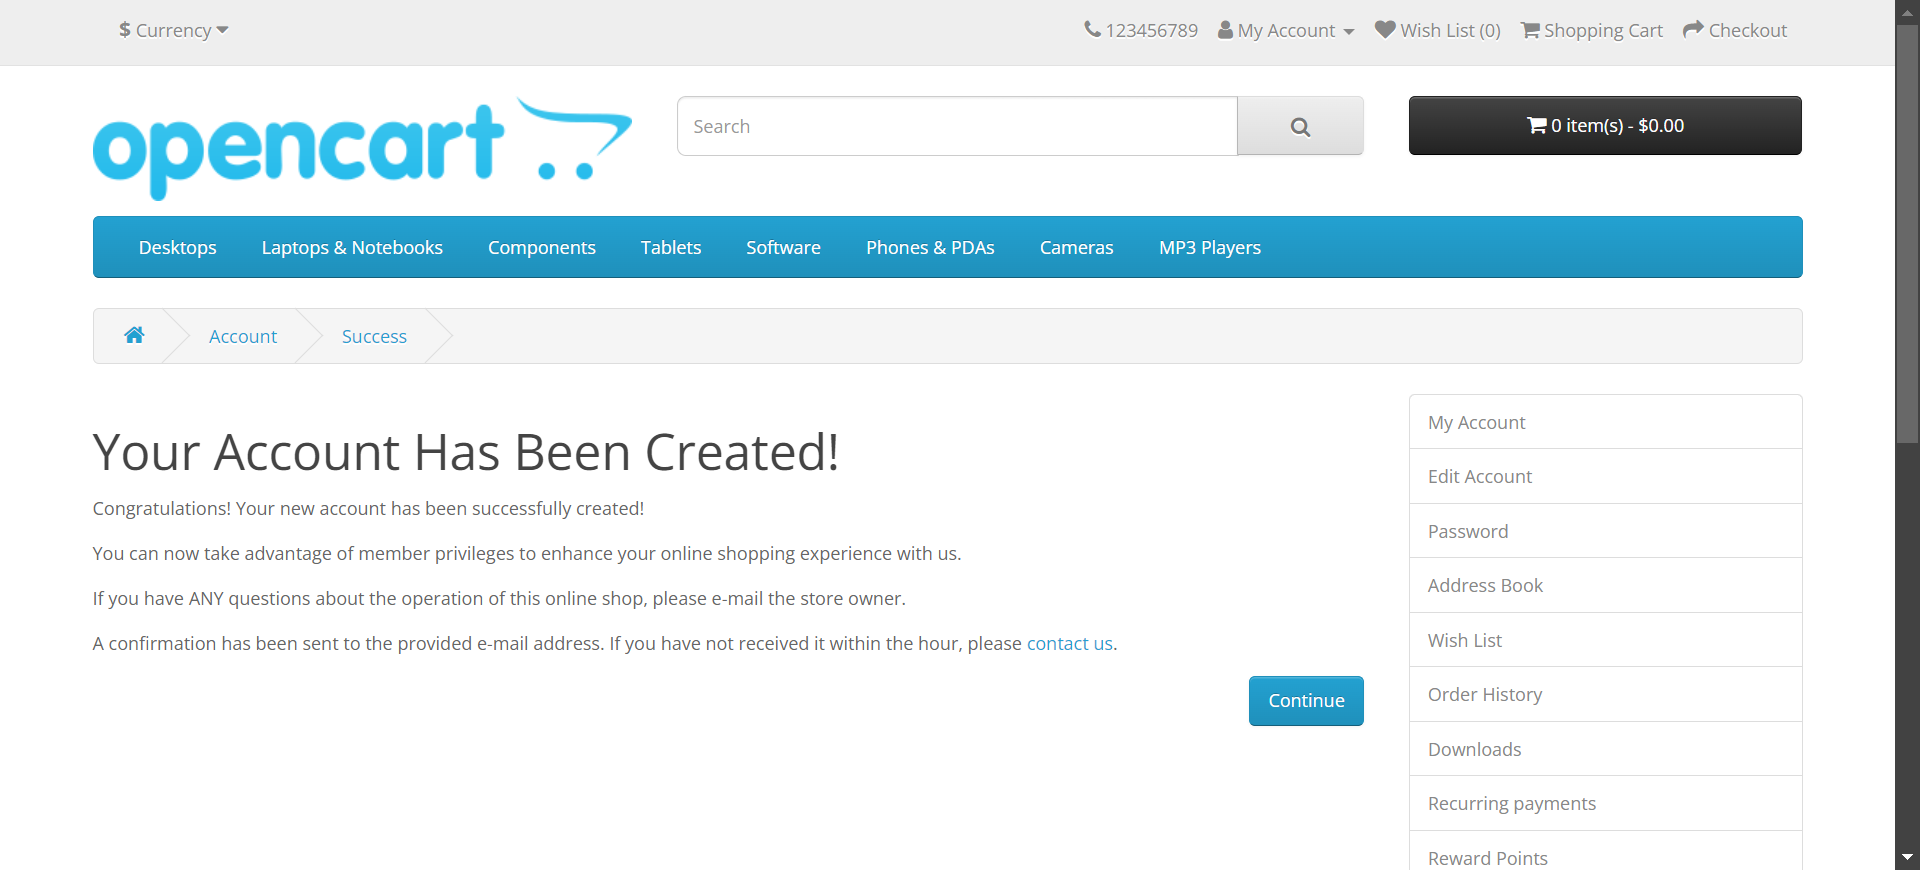 $ Currency
123456789 My Account Wish List (0) Shopping Cart Checkout
opencart
Search
0 item(s) - $0.00
Desktops Laptops & Notebooks Components Tablets Software Phones & PDAs Cameras MP3 Players
Account Success
Your Account Has Been Created!
Congratulations! Your new account has been successfully created!
You can now take advantage of member privileges to enhance your online shopping experience with us.
If you have ANY questions about the operation of this online shop, please e-mail the store owner.
A confirmation has been sent to the provided e-mail address. If you have not received it within the hour, please contact us.
Continue
My Account
Edit Account
Password
Address Book
Wish List
Order History
Downloads
Recurring payments
Reward Points